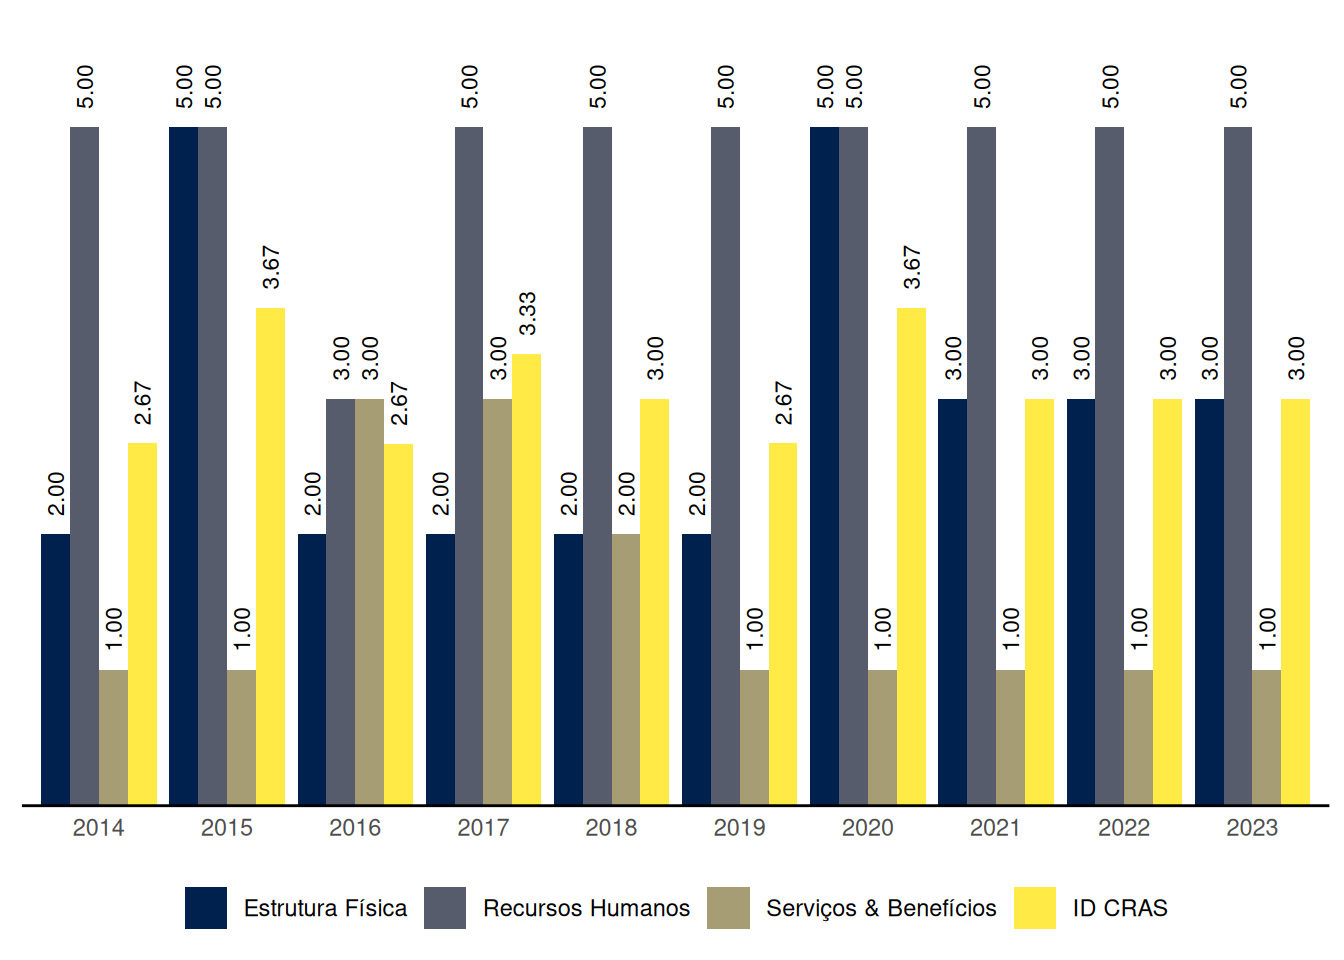 5.00 5.00 5.00 5.00 5.00 5.00 5.00 5.00 5.00 5.00 5.00
3.67 3.67
3.33
3.00 3.00 3.00 3.00 3.00 3.00 3.00 3.00 3.00 3.00
2.67 2.67 2.67
2.00 2.00 2.00 2.00 2.00 2.00
1.00 1.00 1.00 1.00 1.00 1.00 1.00
2014 2015 2016 2017 2018 2019 2020 2021 2022 2023
Estrutura Física Recursos Humanos Serviços & Benefícios ID CRAS